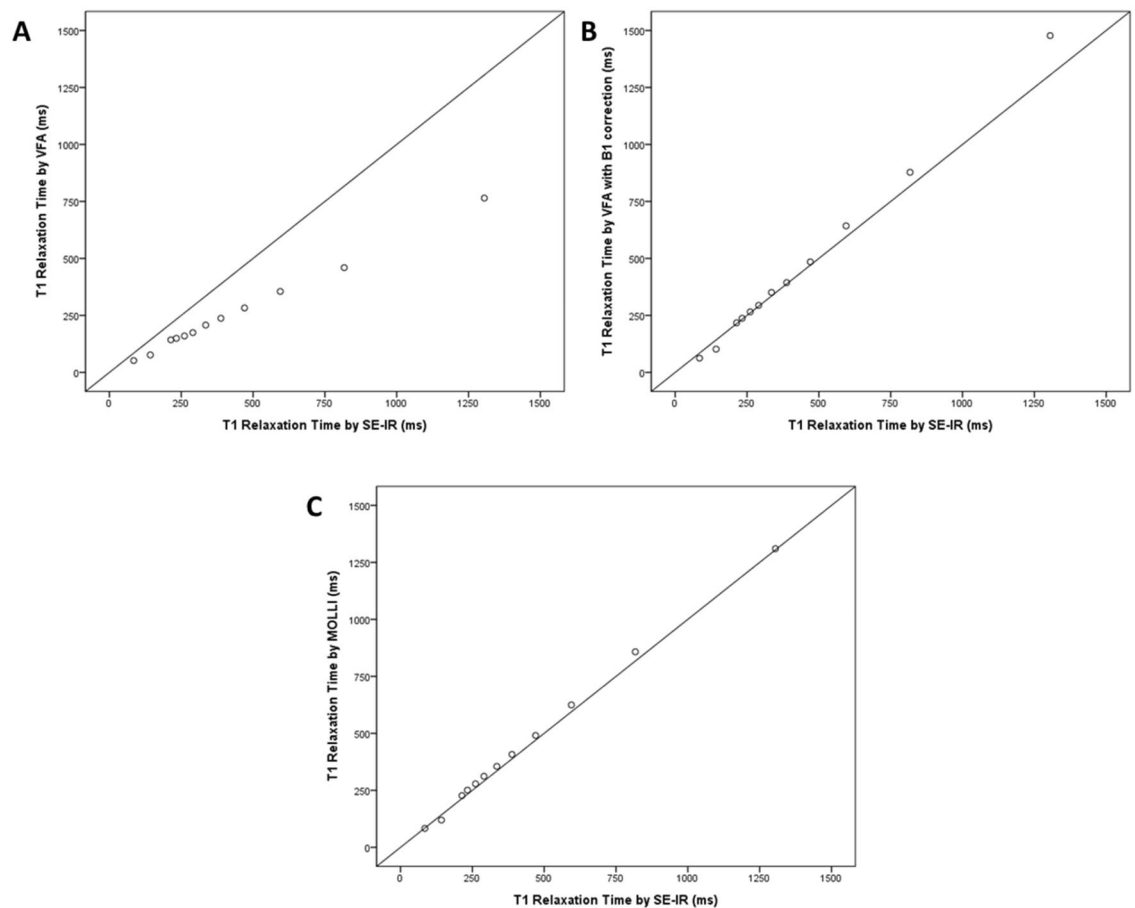 A
T1 Relaxation Time by VFA (ms)
1500
1250
1000
750
500
250
0
0 250 500 750 1000 1250 1500
T1 Relaxation Time by SE-IR (ms)
B
T1 Relaxation Time by VFA with B1 correction (ms)
1500
1250
1000
750
500
250
0
0 250 500 750 1000 1250 1500
T1 Relaxation Time by SE-IR (ms)
C
T1 Relaxation Time by MOLLI (ms)
1500
1250
1000
750
500
250
0
0 250 500 750 1000 1250 1500
T1 Relaxation Time by SE-IR (ms)